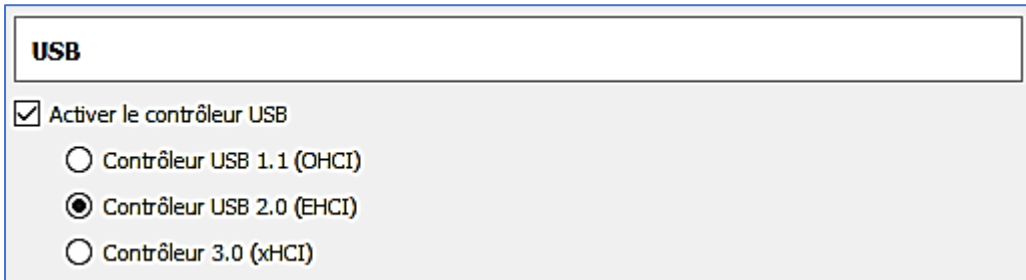 USB
Activer le contrôleur USB
Contrôleur USB 1.1 (OHCI)
Contrôleur USB 2.0 (EHCI)
Contrôleur 3.0 (xHCI)